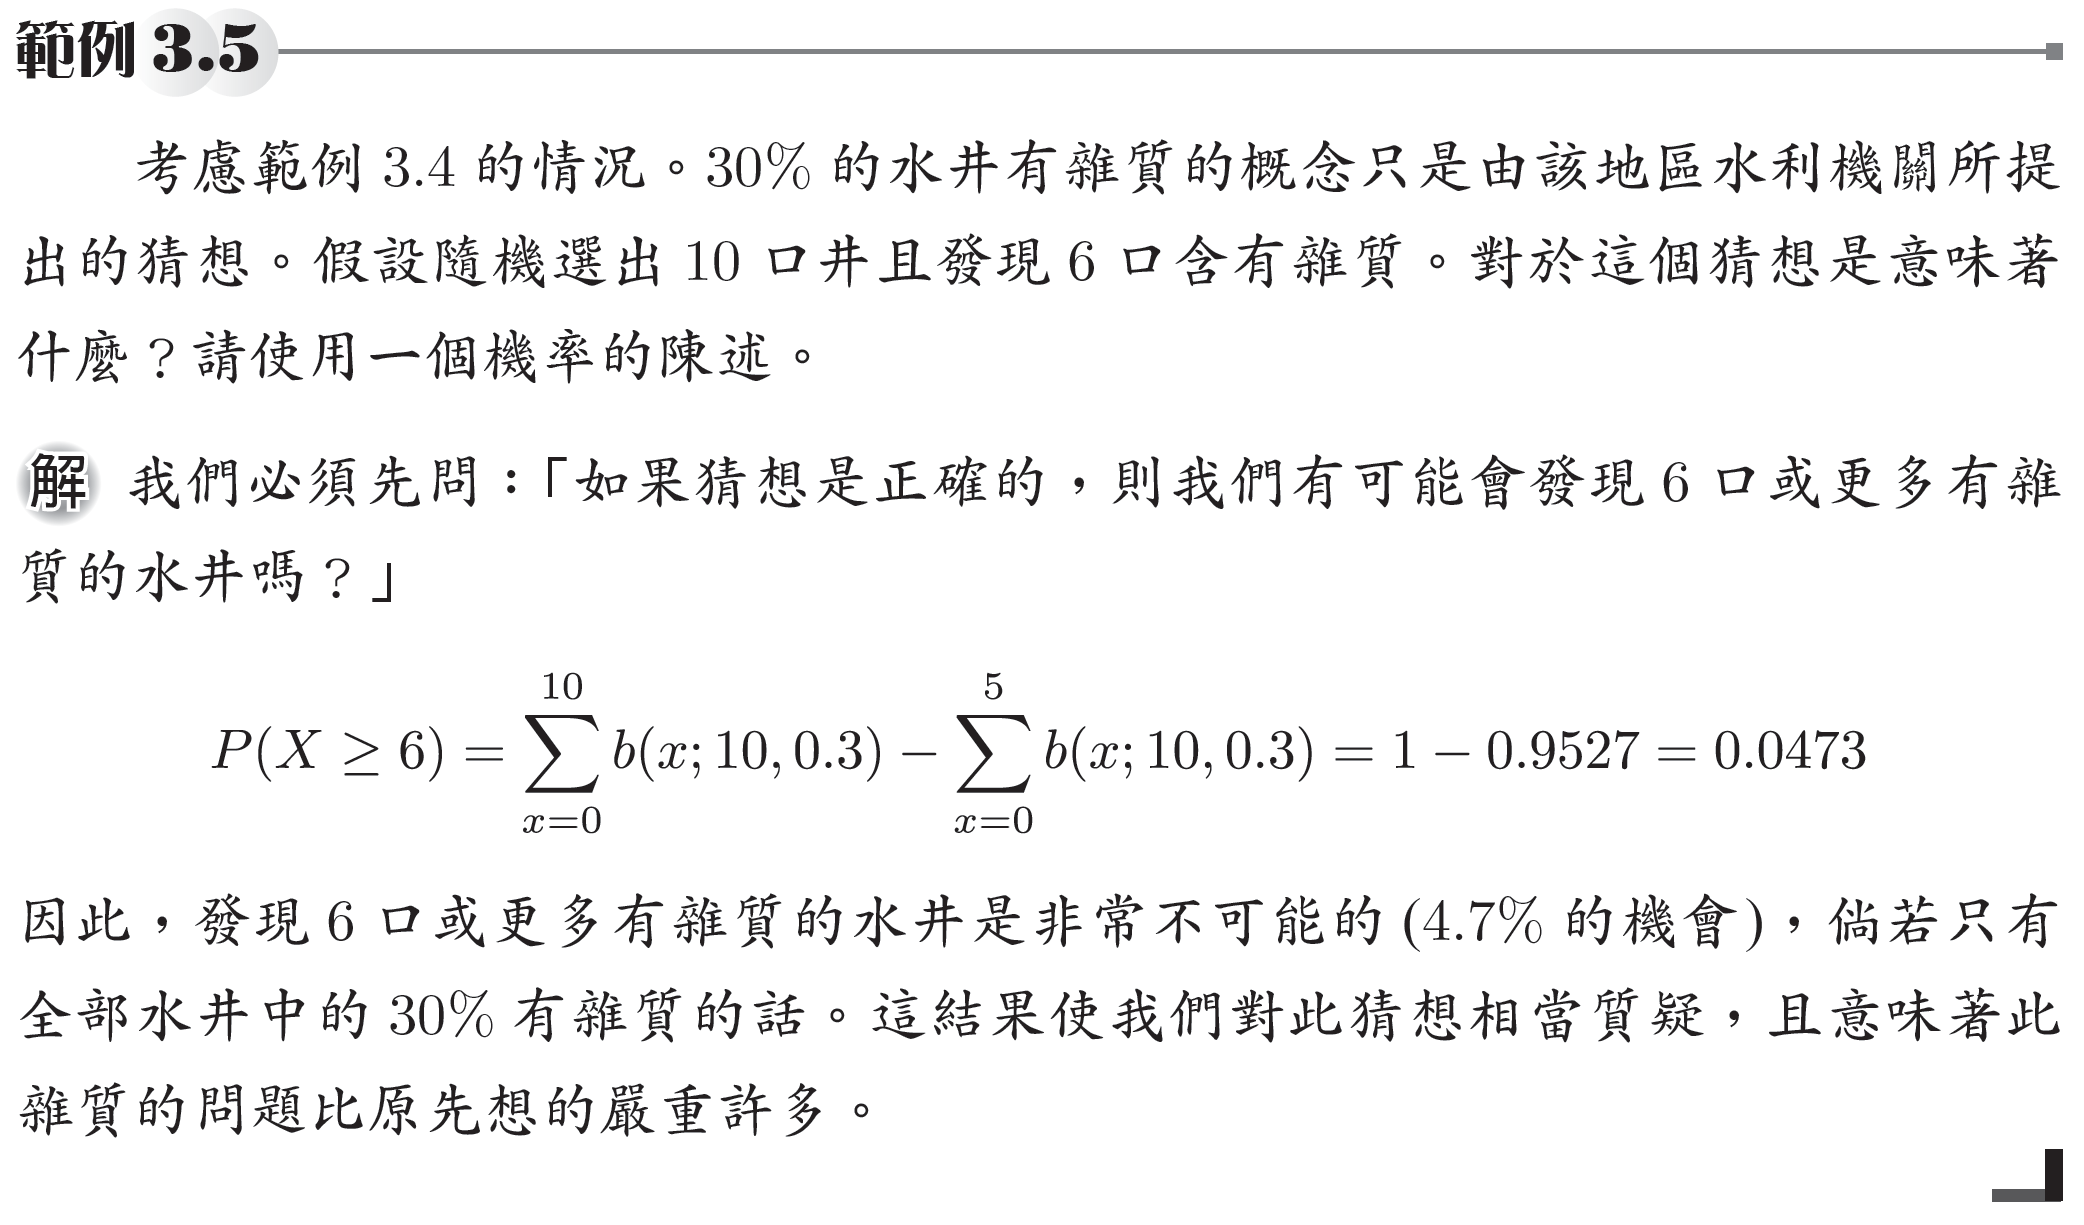 範例 3.5
考慮範例 3.4 的情況。30% 的水井有雜質的概念只是由該地區水利機關所提
出的猜想。假設隨機選出 10 口井且發現 6 口含有雜質。對於這個猜想是意味著
什麼？請使用一個機率的陳述。
解 我們必須先問：「如果猜想是正確的，則我們有可能會發現 6 口或更多有雜
質的水井嗎？」
P(X ≥ 6) = \sum_{x=0}^{10} b(x; 10, 0.3) − \sum_{x=0}^{5} b(x; 10, 0.3) = 1 − 0.9527 = 0.0473
因此，發現 6 口或更多有雜質的水井是非常不可能的 (4.7% 的機會)，倘若只有
全部水井中的 30% 有雜質的話。這結果使我們對此猜想相當質疑，且意味著此
雜質的問題比原先想的嚴重許多。